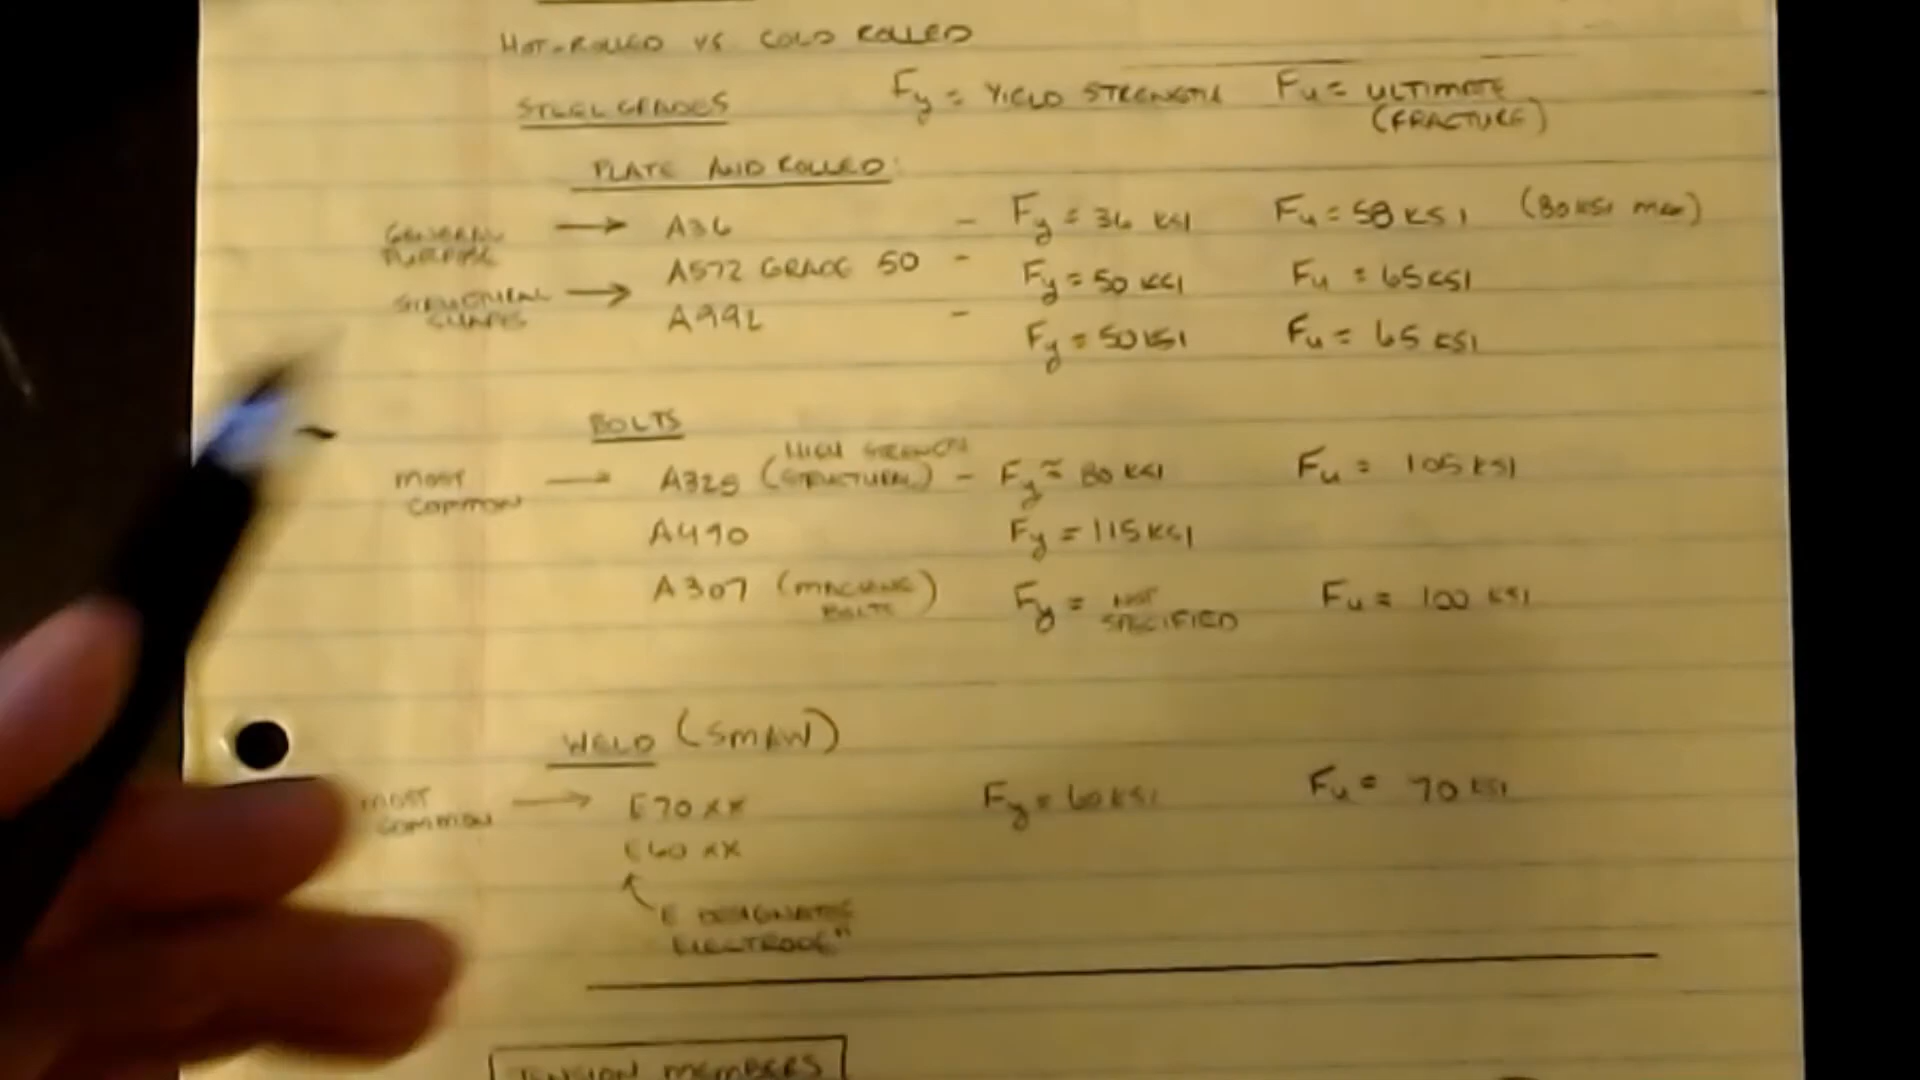 HOT-ROLLED VS COLD ROLLED
STEEL GRADES Fy = YIELD STRENGTH Fu = ULTIMATE
(FRACTURE)
PLATE AND ROLLED:
GENERAL PURPOSE → A36 - Fy = 36 KSI Fu = 58 KSI (80 KSI max)
A572 GRADE 50 - Fy = 50 KSI Fu = 65 KSI
STRUCTURAL SHAPES → A992 - Fy = 50 KSI Fu = 65 KSI
BOLTS
HIGH STRENGTH
MOST COMMON → A325 (STRUCTURAL) - Fy ≈ 80 KSI Fu = 105 KSI
A490 Fy = 115 KSI
A307 (MACHINE BOLTS) Fy = NOT SPECIFIED Fu = 100 KSI
WELD (SMAW)
MOST COMMON → E70XX Fy = 60 KSI Fu = 70 KSI
E60XX
E DESIGNATES
ELECTRODE"
TENSION MEMBERS